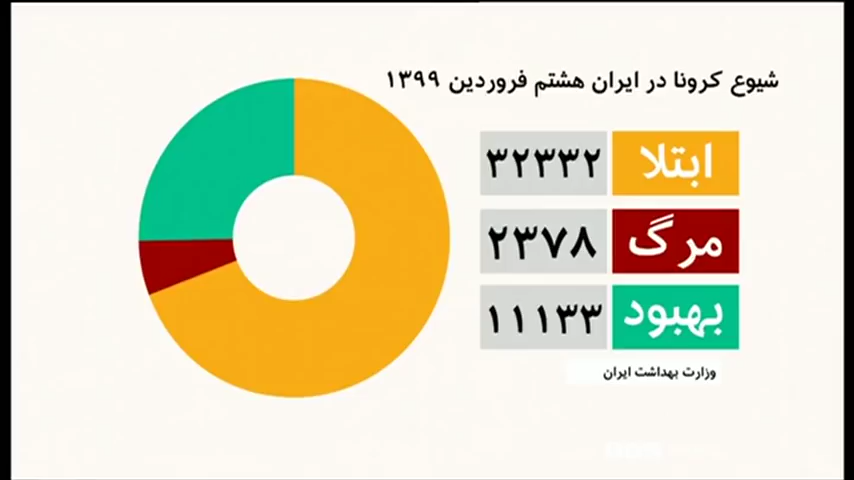 شیوع کرونا در ایران هشتم فروردین ۱۳۹۹
ابتلا ۳۲۳۳۲
مرگ ۲۳۷۸
بهبود ۱۱۱۳۳
وزارت بهداشت ایران